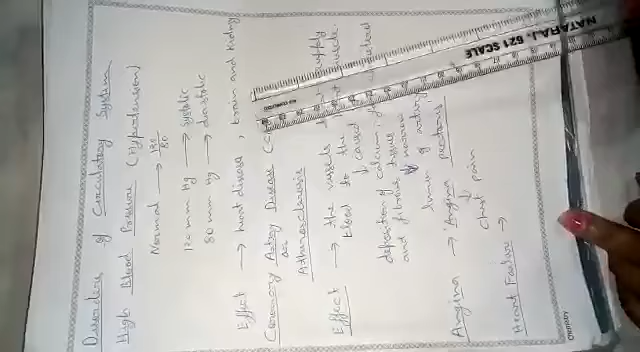 Disorders of Circulatory System
High Blood Pressure (Hypertension)
Normal → 120/80
120 mm Hg → systolic
80 mm Hg → diastolic
Effect → heart disease, brain and kidney
Coronary Artery Disease (C
or
Atherosclerosis
Effect → the vessels supply
blood to the muscle
↓ caused
deposition of calcium,
and fibrous tissue
↓ narrow
lumen of artery
Angina → "Angina pectoris"
↓
Chest pain
Heart Failure →
NATARAJ. 621 SCALE